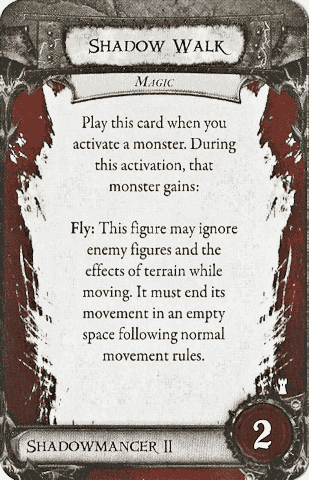 Shadow Walk
Magic
Play this card when you
activate a monster. During
this activation, that
monster gains:
Fly: This figure may ignore
enemy figures and the
effects of terrain while
moving. It must end its
movement in an empty
space following normal
movement rules.
Shadowmancer II
2